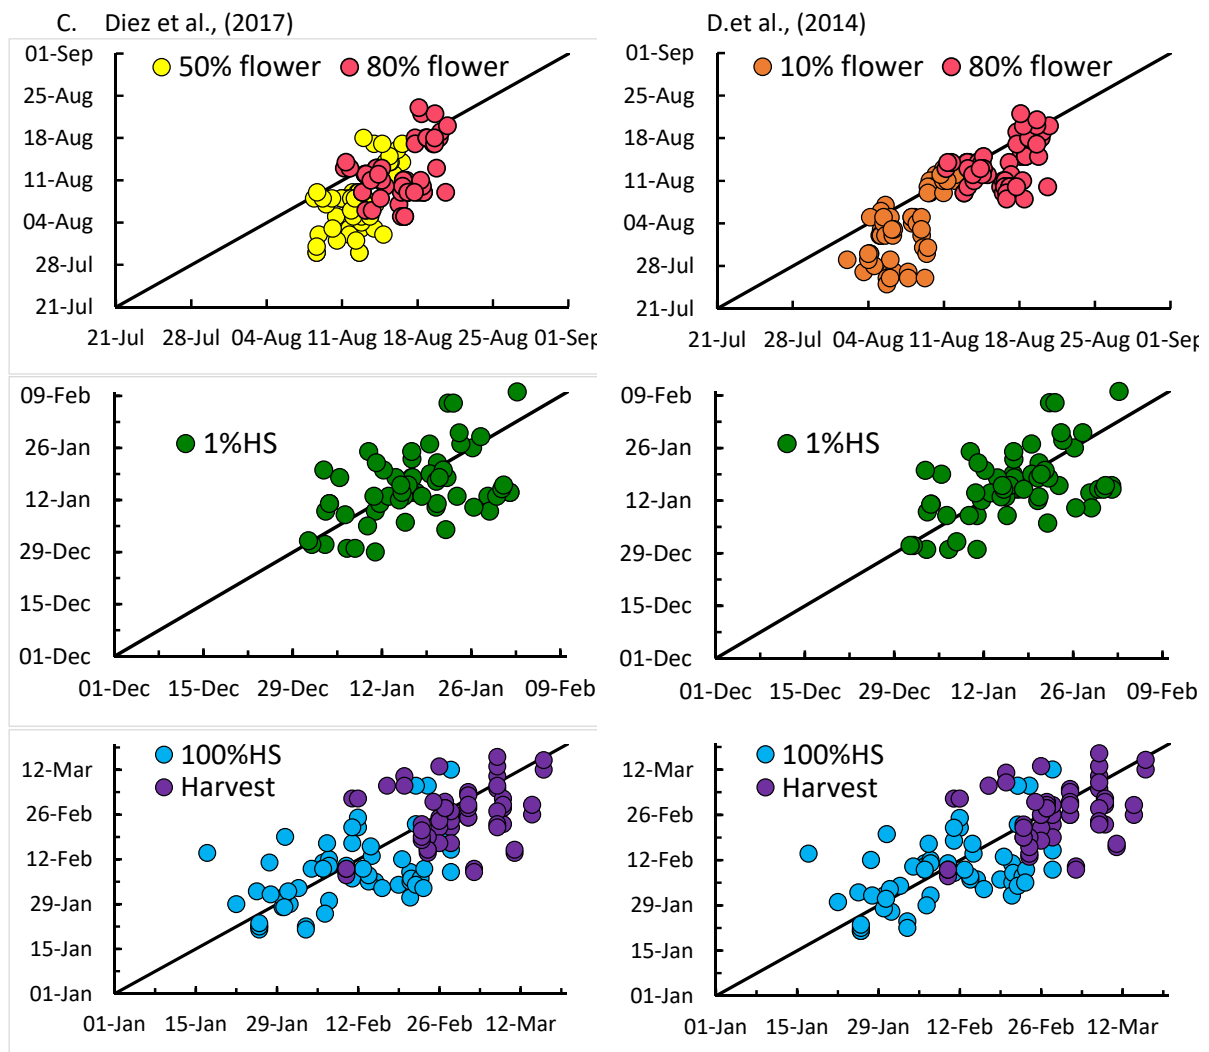 C. Diez et al., (2017)
D.et al., (2014)
01-Sep
25-Aug
18-Aug
11-Aug
04-Aug
28-Jul
21-Jul
50% flower 80% flower
21-Jul 28-Jul 04-Aug 11-Aug 18-Aug 25-Aug 01-Sep
01-Sep
25-Aug
18-Aug
11-Aug
04-Aug
28-Jul
21-Jul
10% flower 80% flower
21-Jul 28-Jul 04-Aug 11-Aug 18-Aug 25-Aug 01-Sep
09-Feb
26-Jan
12-Jan
29-Dec
15-Dec
01-Dec
1%HS
01-Dec 15-Dec 29-Dec 12-Jan 26-Jan 09-Feb
09-Feb
26-Jan
12-Jan
29-Dec
15-Dec
01-Dec
1%HS
01-Dec 15-Dec 29-Dec 12-Jan 26-Jan 09-Feb
12-Mar
26-Feb
12-Feb
29-Jan
15-Jan
01-Jan
100%HS
Harvest
01-Jan 15-Jan 29-Jan 12-Feb 26-Feb 12-Mar
12-Mar
26-Feb
12-Feb
29-Jan
15-Jan
01-Jan
100%HS
Harvest
01-Jan 15-Jan 29-Jan 12-Feb 26-Feb 12-Mar